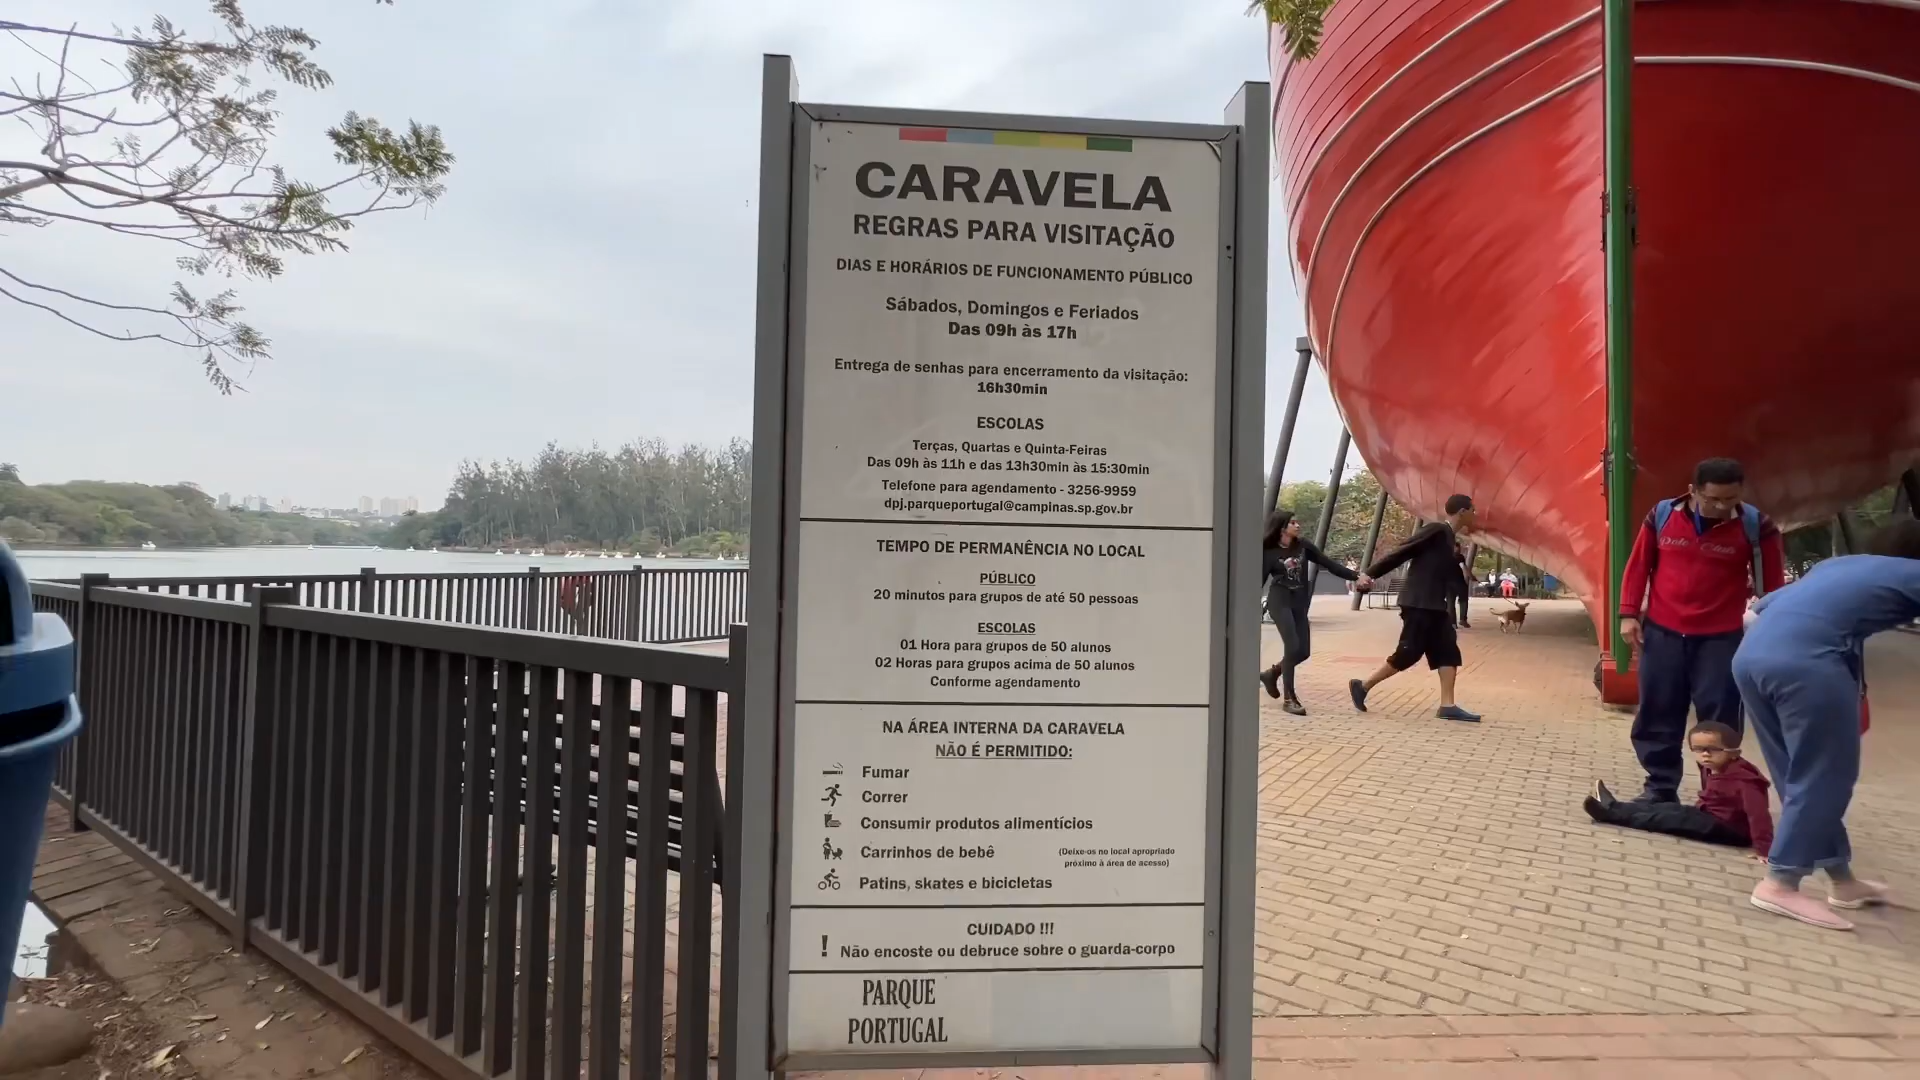 CARAVELA
REGRAS PARA VISITAÇÃO
DIAS E HORÁRIOS DE FUNCIONAMENTO PÚBLICO
Sábados, Domingos e Feriados
Das 09h às 17h
Entrega de senhas para encerramento da visitação:
16h30min
ESCOLAS
Terças, Quartas e Quinta-Feiras
Das 09h às 11h e das 13h30min às 15:30min
Telefone para agendamento - 3256-9959
dpj.parqueportugal@campinas.sp.gov.br
TEMPO DE PERMANÊNCIA NO LOCAL
PÚBLICO
20 minutos para grupos de até 50 pessoas
ESCOLAS
01 Hora para grupos de 50 alunos
02 Horas para grupos acima de 50 alunos
Conforme agendamento
NA ÁREA INTERNA DA CARAVELA
NÃO É PERMITIDO:
Fumar
Correr
Consumir produtos alimentícios
Carrinhos de bebê (Deixe-os no local apropriado
próximo à área de acesso)
Patins, skates e bicicletas
CUIDADO !!!
! Não encoste ou debruce sobre o guarda-corpo
PARQUE
PORTUGAL